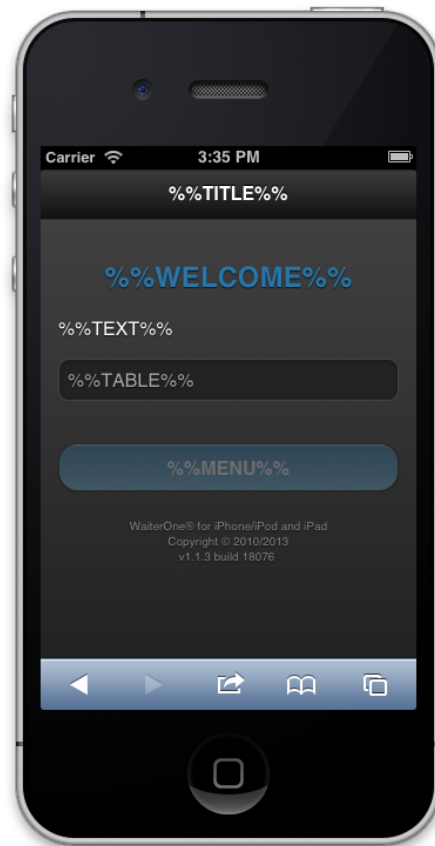 Carrier 3:35 PM
%%TITLE%%
%%WELCOME%%
%%TEXT%%
%%TABLE%%
%%MENU%%
WaiterOne® for iPhone/iPod and iPad
Copyright © 2010/2013
v1.1.3 build 18076